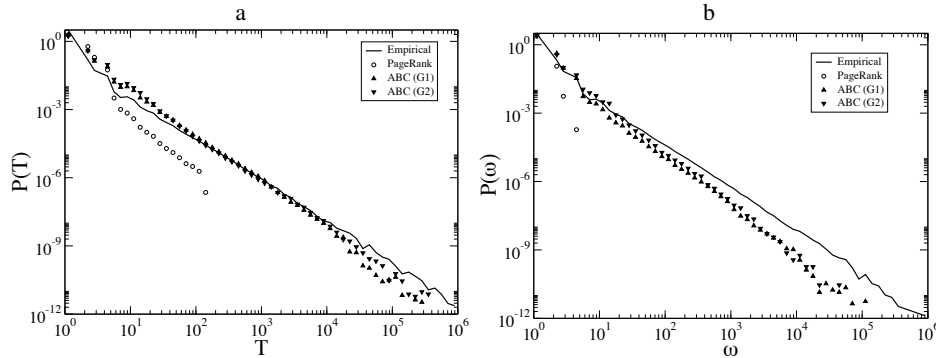 a
10^0
10^-3
10^-6
10^-9
10^-12
P(T)
Empirical
PageRank
ABC (G1)
ABC (G2)
10^0 10^1 10^2 10^3 10^4 10^5 10^6
T
b
10^0
10^-3
10^-6
10^-9
10^-12
P(ω)
Empirical
PageRank
ABC (G1)
ABC (G2)
10^0 10^1 10^2 10^3 10^4 10^5 10^6
ω